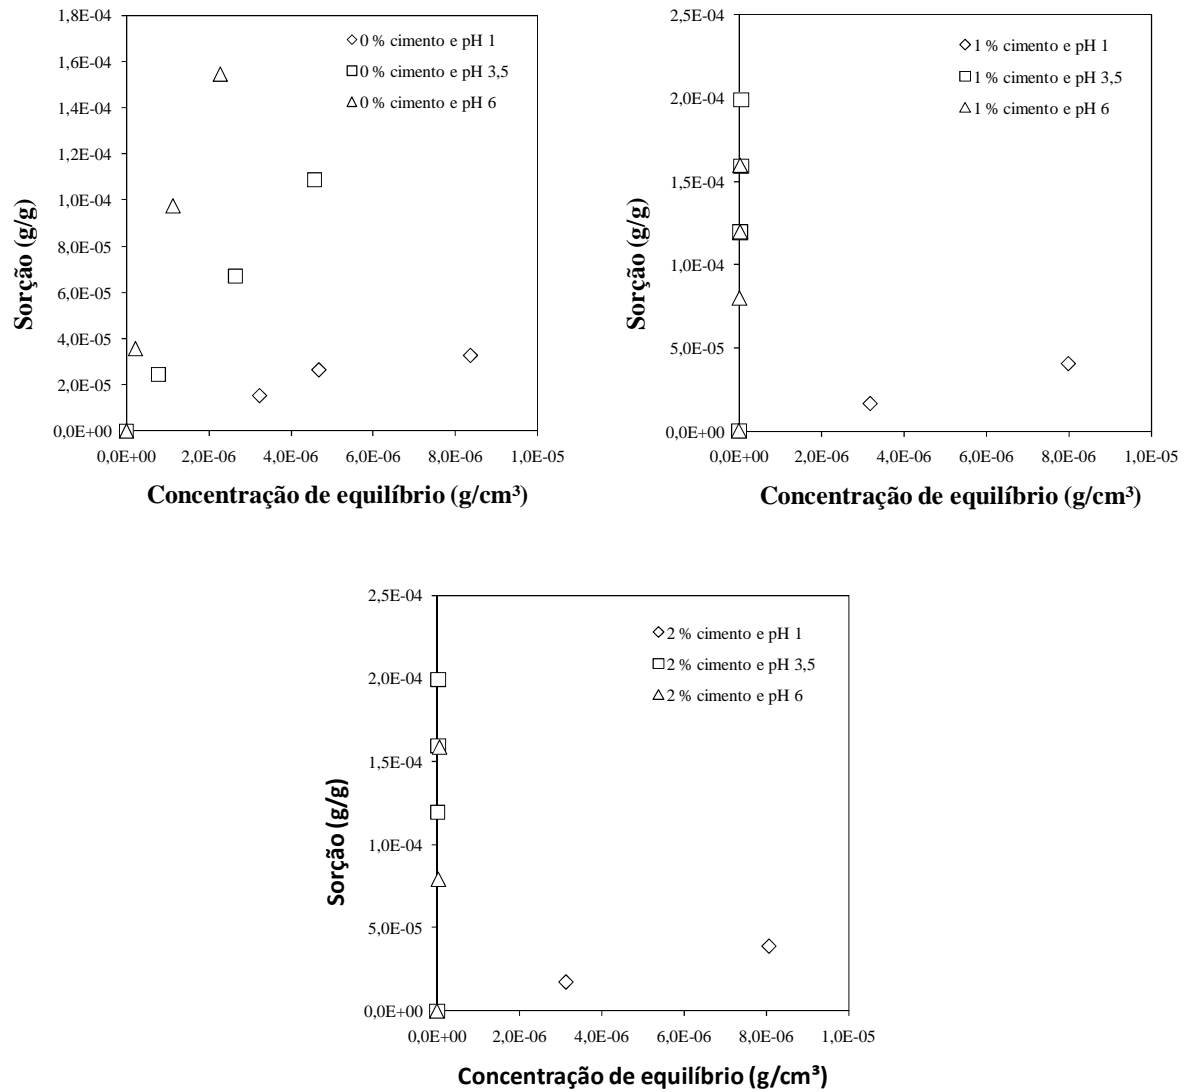 1,8E-04
1,6E-04
1,4E-04
1,2E-04
1,0E-04
8,0E-05
6,0E-05
4,0E-05
2,0E-05
0,0E+00
0,0E+00 2,0E-06 4,0E-06 6,0E-06 8,0E-06 1,0E-05
Sorção (g/g)
Concentração de equilíbrio (g/cm³)
0 % cimento e pH 1
0 % cimento e pH 3,5
0 % cimento e pH 6
2,5E-04
2,0E-04
1,5E-04
1,0E-04
5,0E-05
0,0E+00
0,0E+00 2,0E-06 4,0E-06 6,0E-06 8,0E-06 1,0E-05
Sorção (g/g)
Concentração de equilíbrio (g/cm³)
1 % cimento e pH 1
1 % cimento e pH 3,5
1 % cimento e pH 6
2,5E-04
2,0E-04
1,5E-04
1,0E-04
5,0E-05
0,0E+00
0,0E+00 2,0E-06 4,0E-06 6,0E-06 8,0E-06 1,0E-05
Sorção (g/g)
Concentração de equilíbrio (g/cm³)
2 % cimento e pH 1
2 % cimento e pH 3,5
2 % cimento e pH 6